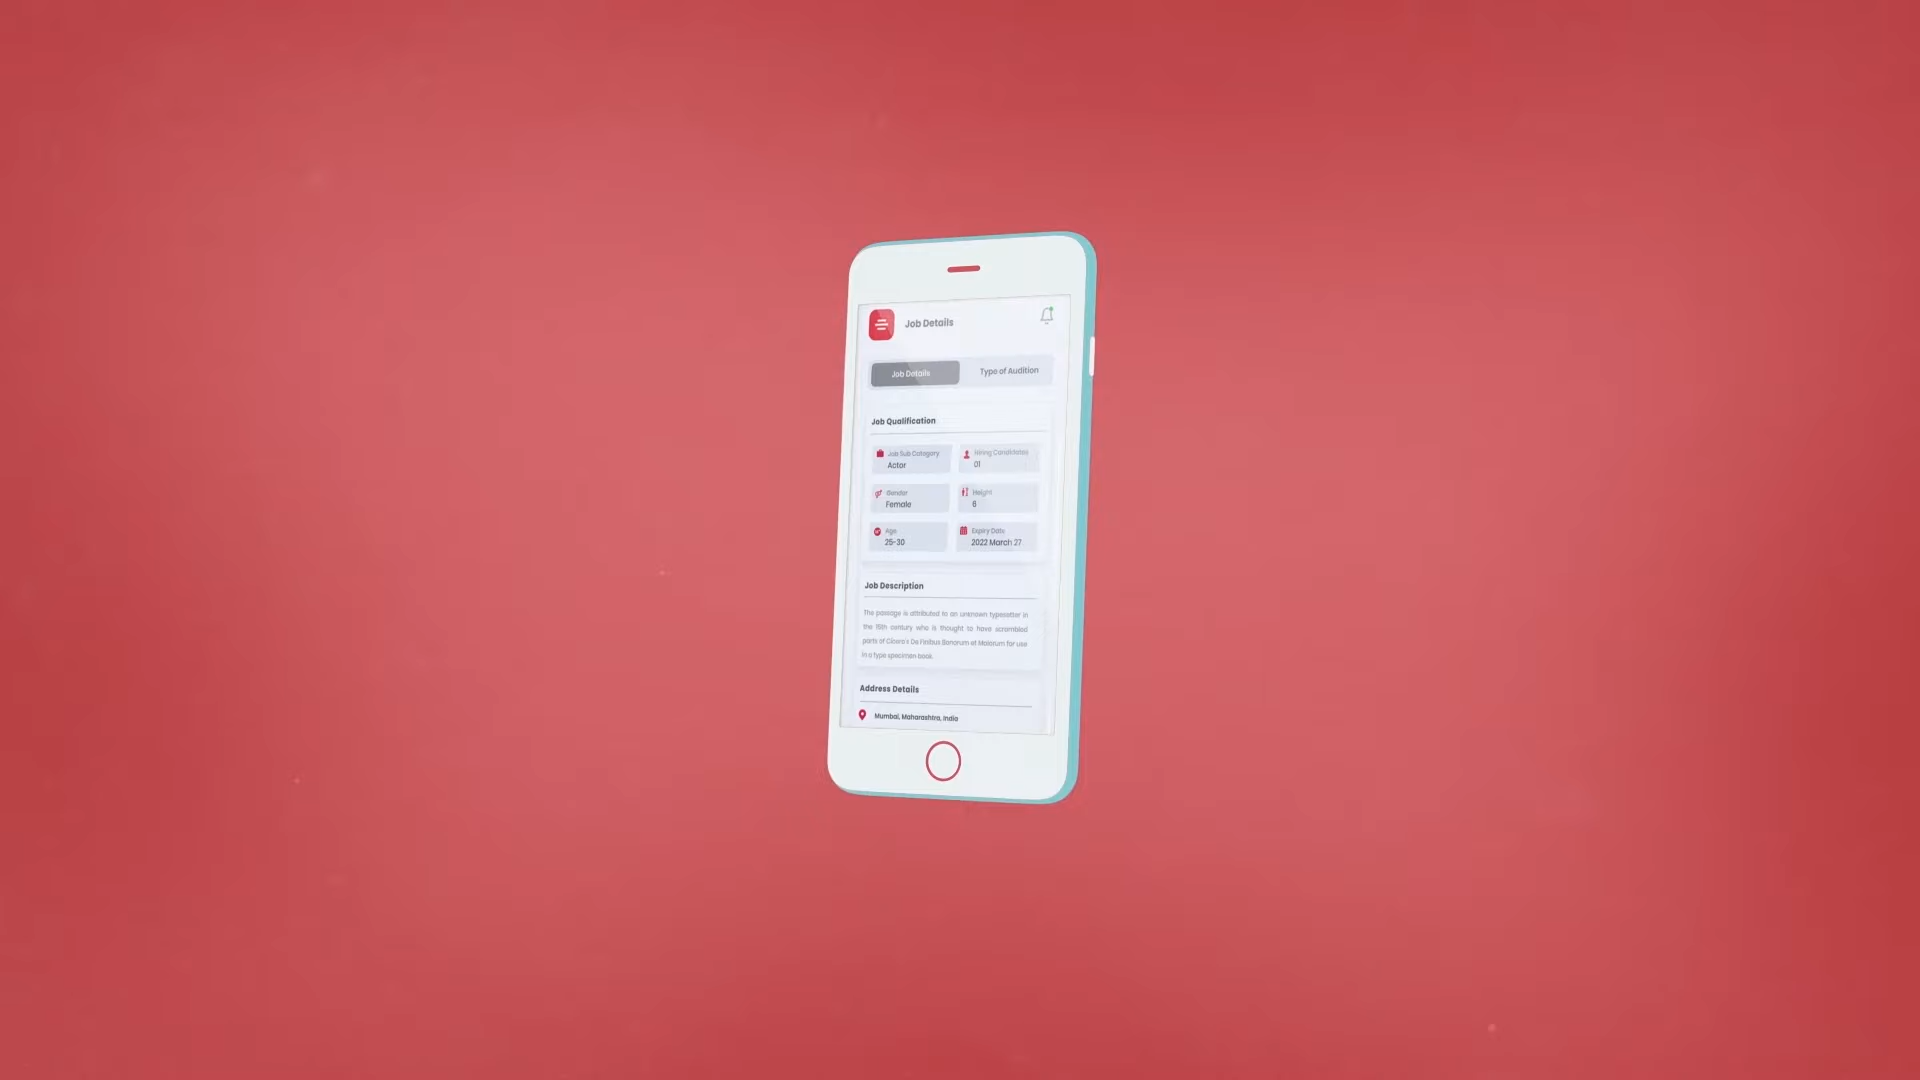 Job Details
Job Details
Type of Audition
Job Qualification
Job Sub Category
Hiring Candidates
Actor
01
Gender
Height
Female
6
Age
Expiry Date
25-30
2022 March 27
Job Description
The passage is attributed to an unknown typesetter in
the 15th century who is thought to have scrambled
parts of Cicero's De Finibus Bonorum et Malorum for use
in a type specimen book.
Address Details
Mumbai, Maharashtra, India